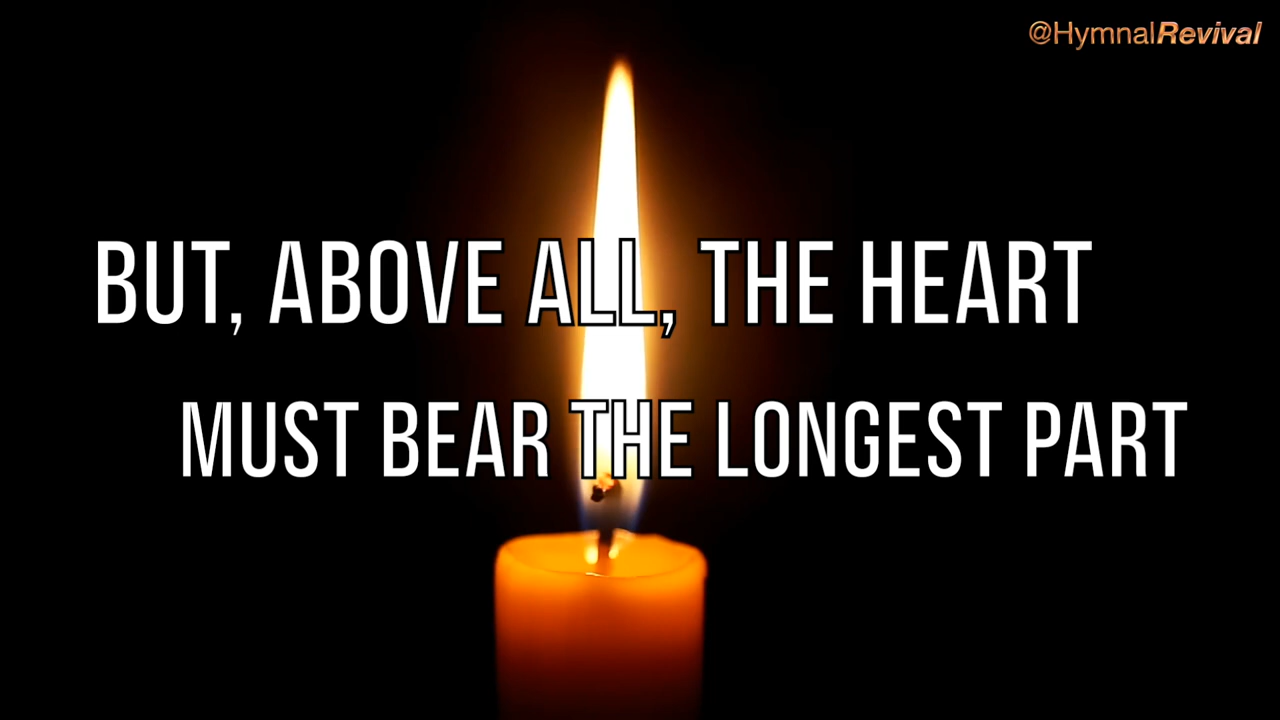 @HymnalRevival
BUT, ABOVE ALL, THE HEART
MUST BEAR THE LONGEST PART